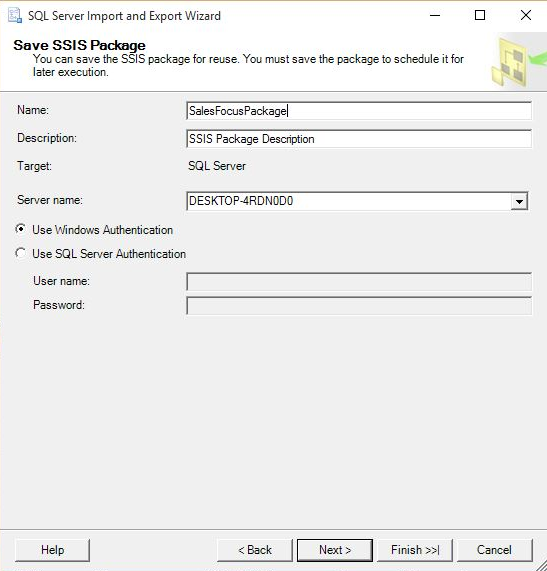 SQL Server Import and Export Wizard
Save SSIS Package
You can save the SSIS package for reuse. You must save the package to schedule it for
later execution.
Name: SalesFocusPackage
Description: SSIS Package Description
Target: SQL Server
Server name: DESKTOP-4RDN0D0
Use Windows Authentication
Use SQL Server Authentication
User name:
Password:
Help < Back Next > Finish >>| Cancel